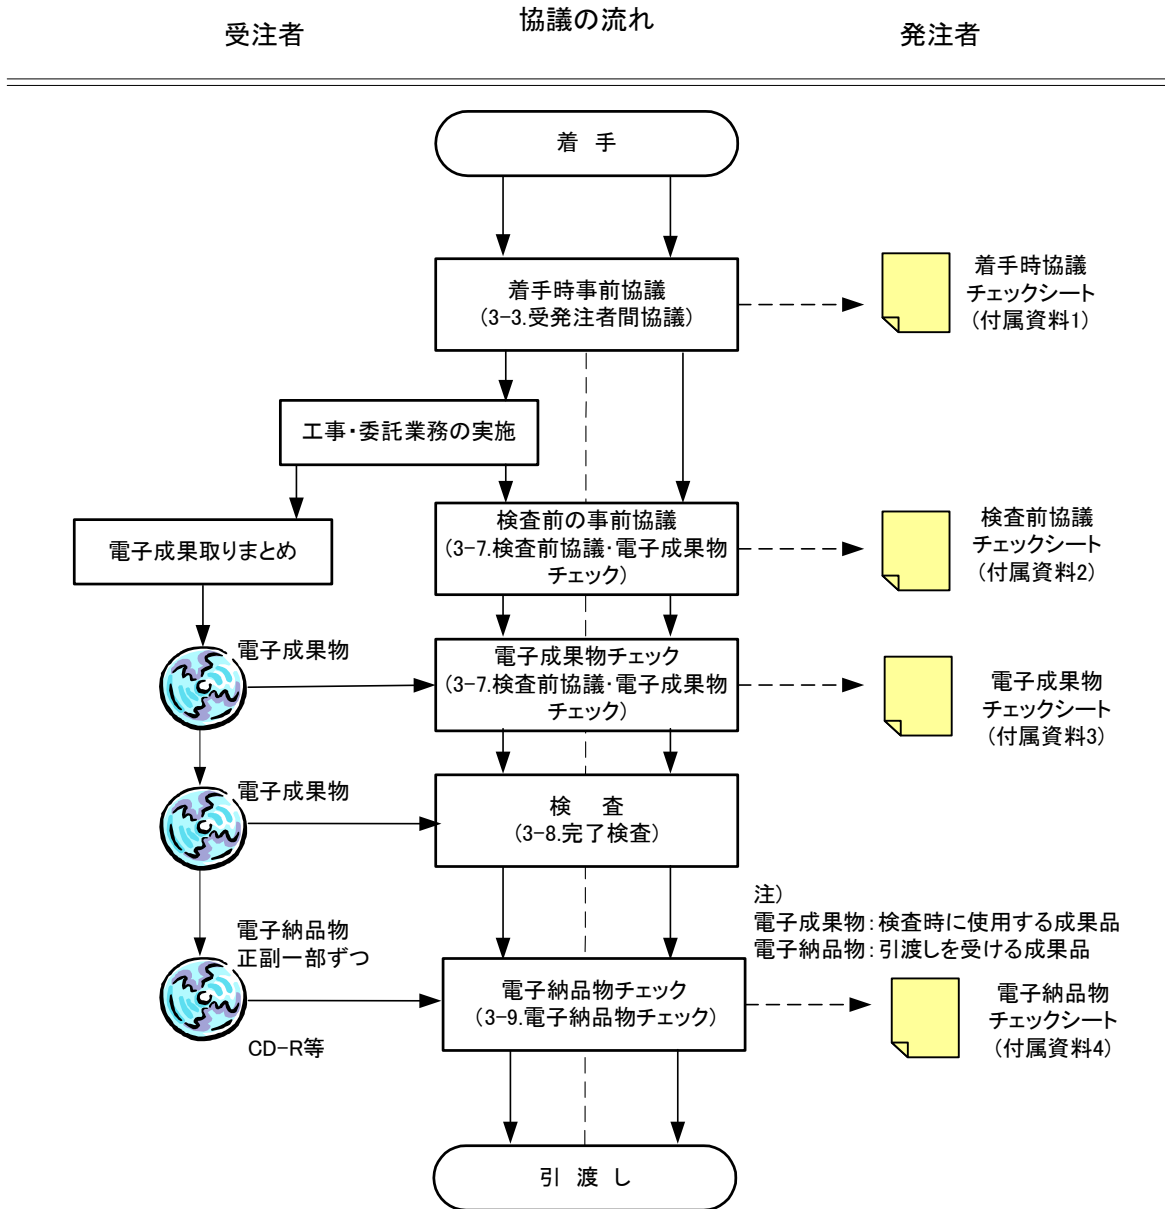 受注者
協議の流れ
発注者
着 手
着手時事前協議
(3-3.受発注者間協議)
着手時協議
チェックシート
(付属資料1)
工事・委託業務の実施
電子成果取りまとめ
検査前の事前協議
(3-7.検査前協議・電子成果物
チェック)
検査前協議
チェックシート
(付属資料2)
電子成果物
電子成果物チェック
(3-7.検査前協議・電子成果物
チェック)
電子成果物
チェックシート
(付属資料3)
電子成果物
検 査
(3-8.完了検査)
注)
電子成果物:検査時に使用する成果品
電子納品物:引渡しを受ける成果品
電子納品物
正副一部ずつ
CD-R等
電子納品物チェック
(3-9.電子納品物チェック)
電子納品物
チェックシート
(付属資料4)
引 渡 し